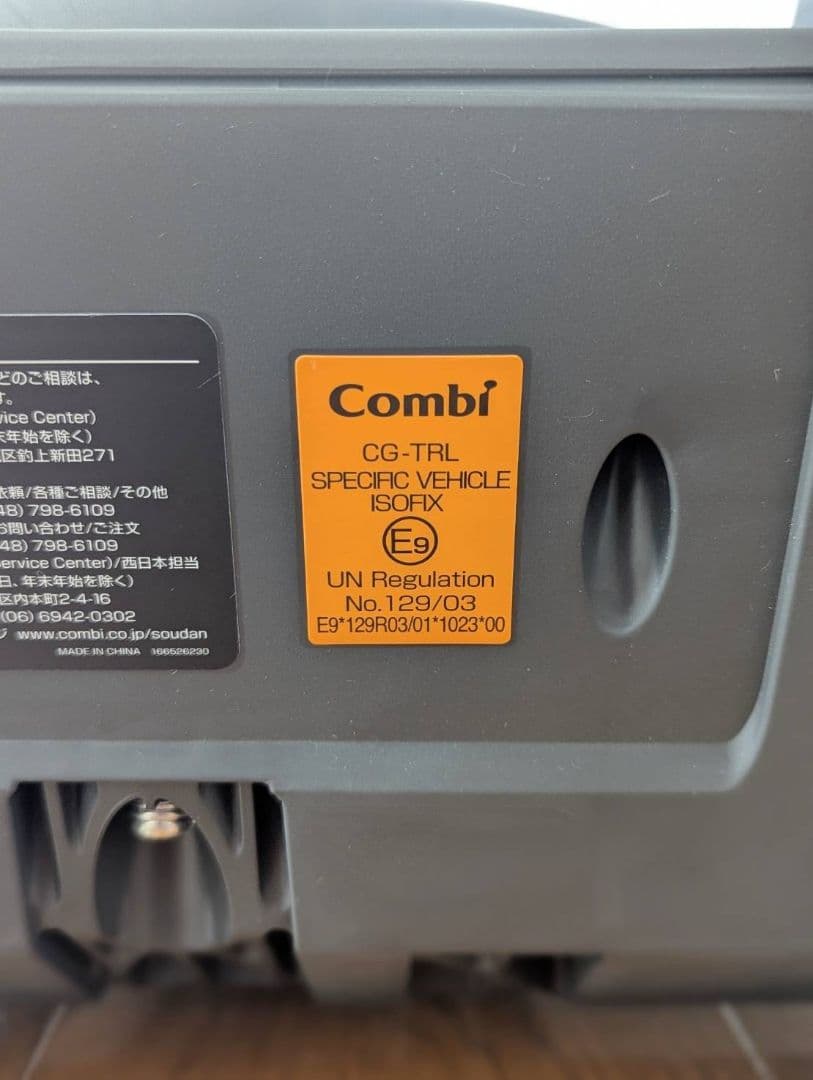 どのご相談は、
す。
vice Center)
末年始を除く)
区釣上新田271
依頼/各種ご相談/その他
48) 798-6109
お問い合わせ/ご注文
48) 798-6109
Service Center)/西日本担当
日、年末年始を除く)
区内本町2-4-16
(06) 6942-0302
ジ www.combi.co.jp/soudan
MADE IN CHINA 166526230
Combi
CG-TRL
SPECIFIC VEHICLE
ISOFIX
E9
UN Regulation
No.129/03
E9*129R03/01*1023*00